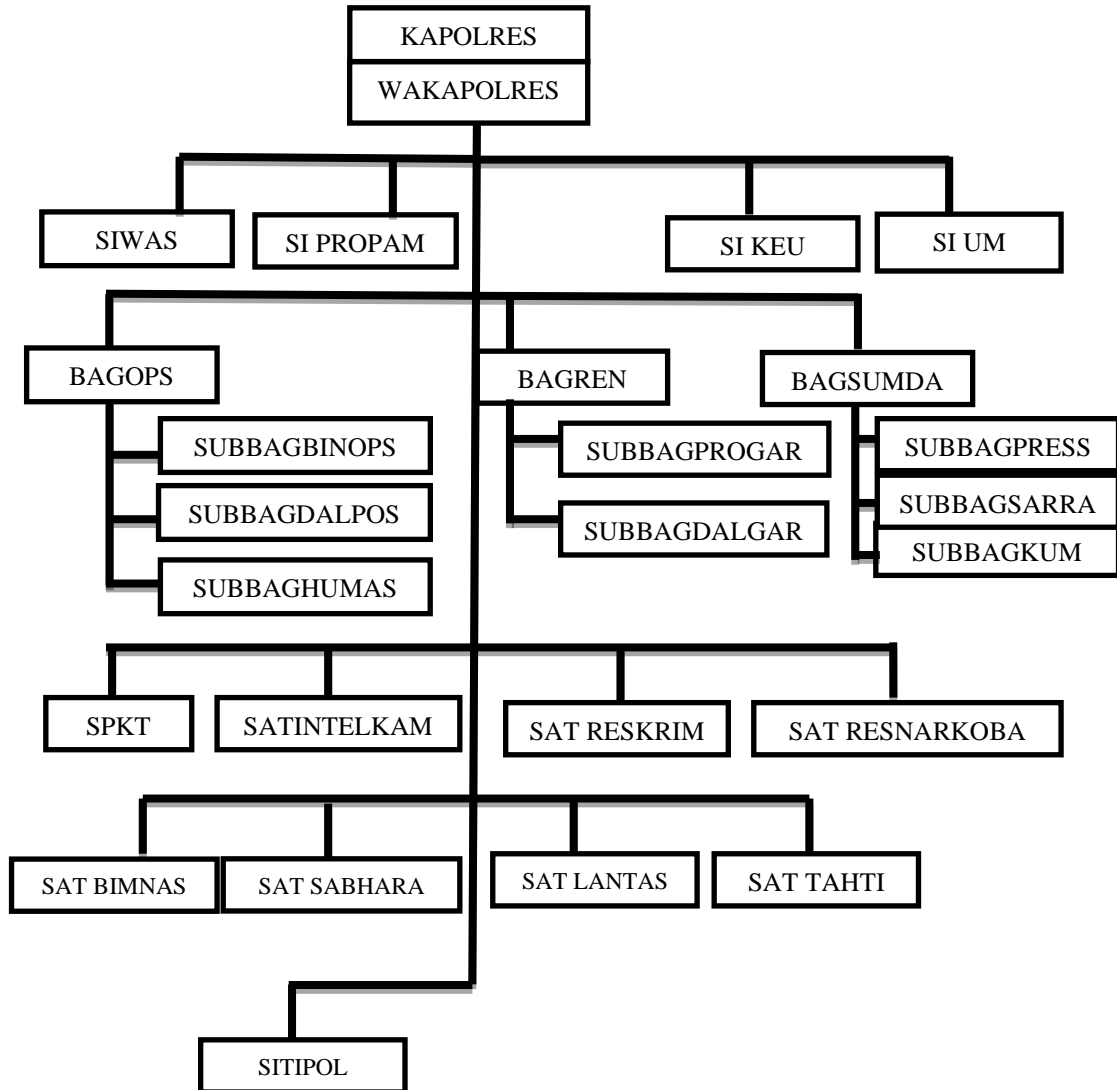 KAPOLRES
WAKAPOLRES
SIWAS
SI PROPAM
SI KEU
SI UM
BAGOPS
BAGREN
BAGSUMDA
SUBBAGBINOPS
SUBBAGPROGAR
SUBBAGPRESS
SUBBAGDALPOS
SUBBAGDALGAR
SUBBAGSARRA
SUBBAGKUM
SUBBAGHUMAS
SPKT
SATINTELKAM
SAT RESKRIM
SAT RESNARKOBA
SAT BIMNAS
SAT SABHARA
SAT LANTAS
SAT TAHTI
SITIPOL